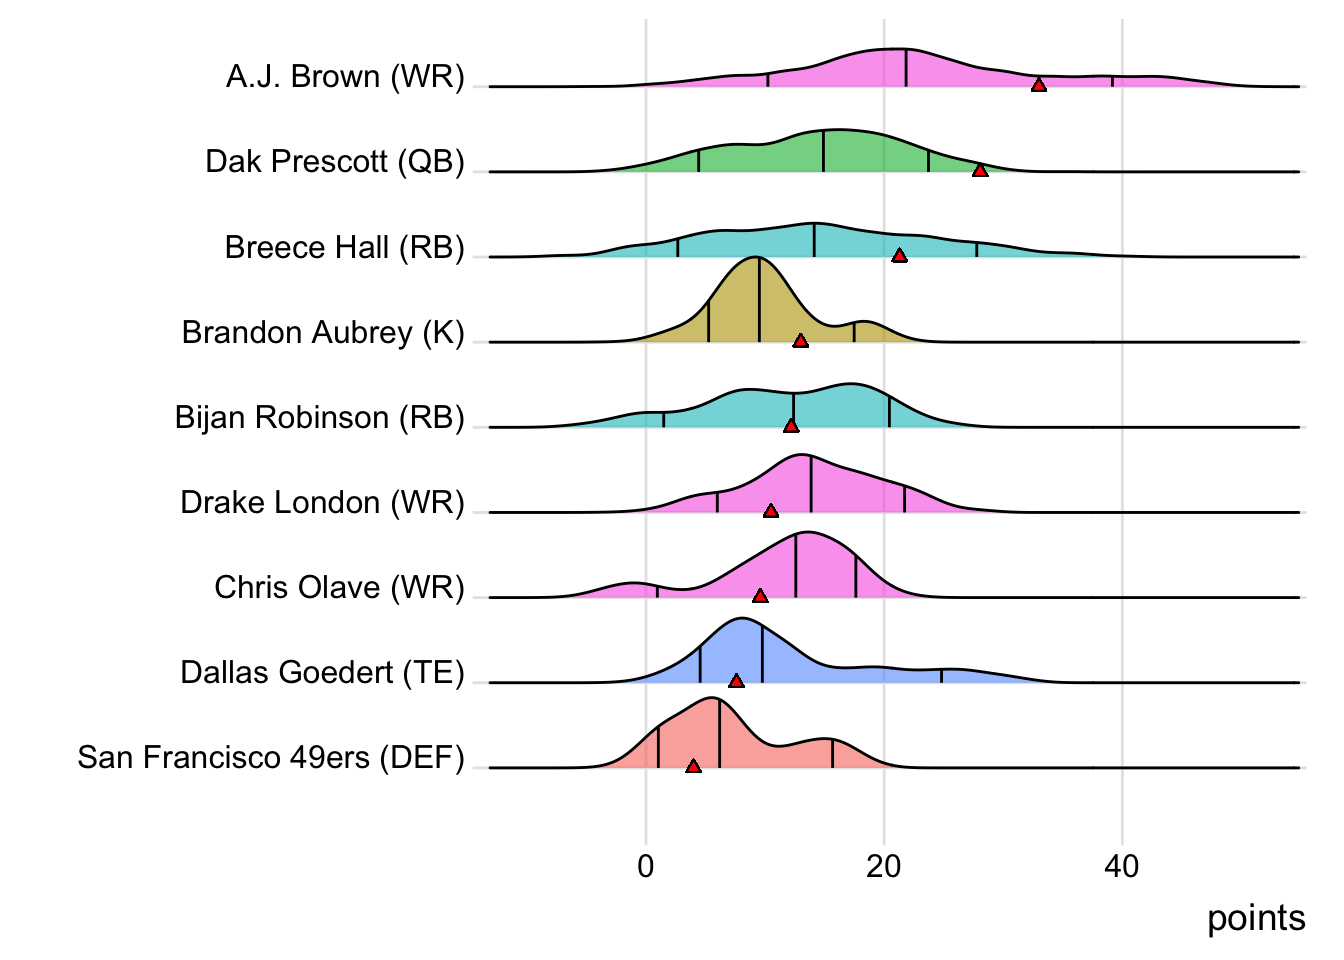 A.J. Brown (WR)
Dak Prescott (QB)
Breece Hall (RB)
Brandon Aubrey (K)
Bijan Robinson (RB)
Drake London (WR)
Chris Olave (WR)
Dallas Goedert (TE)
San Francisco 49ers (DEF)
0 20 40
points